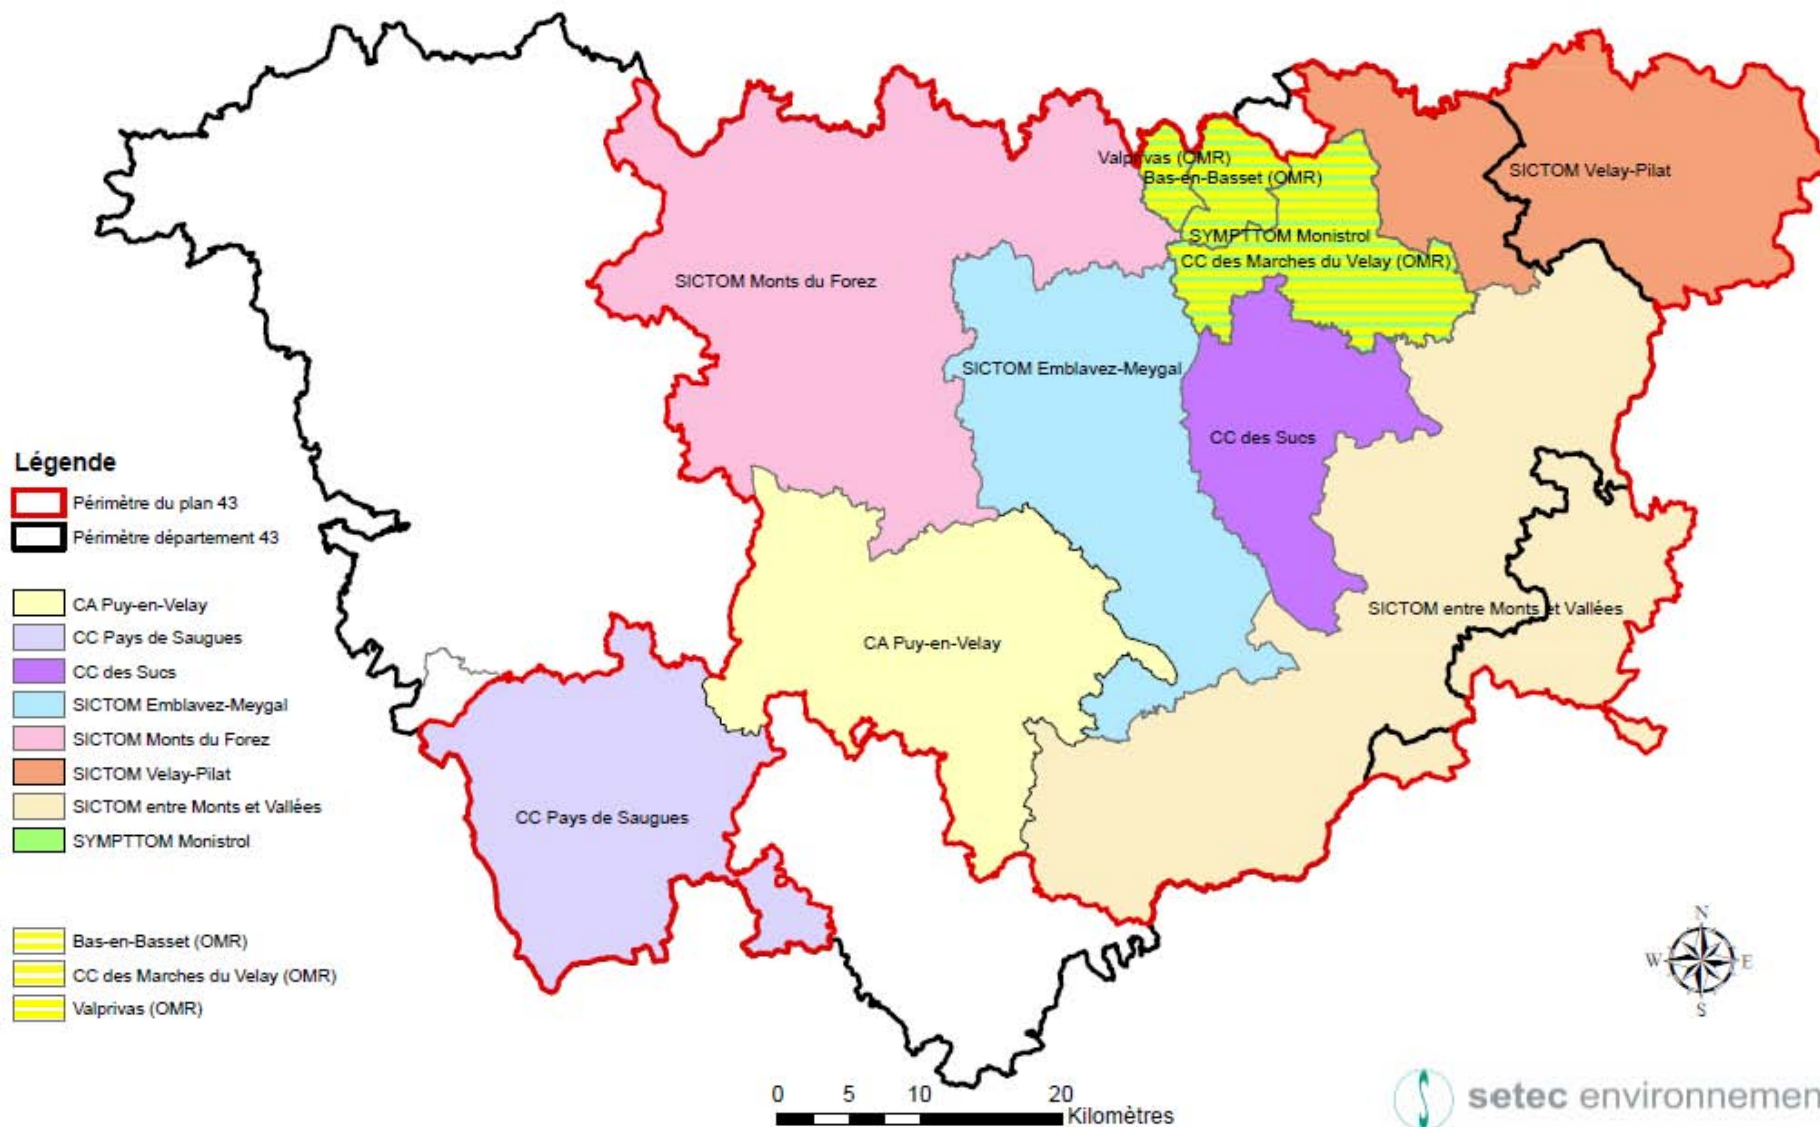 Valprivas (OMR)
Bas-en-Basset (OMR)
SICTOM Velay-Pilat
SYMPTTOM Monistrol
CC des Marches du Velay (OMR)
SICTOM Monts du Forez
SICTOM Emblavez-Meygal
CC des Sucs
SICTOM entre Monts et Vallées
CA Puy-en-Velay
CC Pays de Saugues
Légende
Périmètre du plan 43
Périmètre département 43
CA Puy-en-Velay
CC Pays de Saugues
CC des Sucs
SICTOM Emblavez-Meygal
SICTOM Monts du Forez
SICTOM Velay-Pilat
SICTOM entre Monts et Vallées
SYMPTTOM Monistrol
Bas-en-Basset (OMR)
CC des Marches du Velay (OMR)
Valprivas (OMR)
N
W E
S
0 5 10 20
Kilomètres
setec environnemen